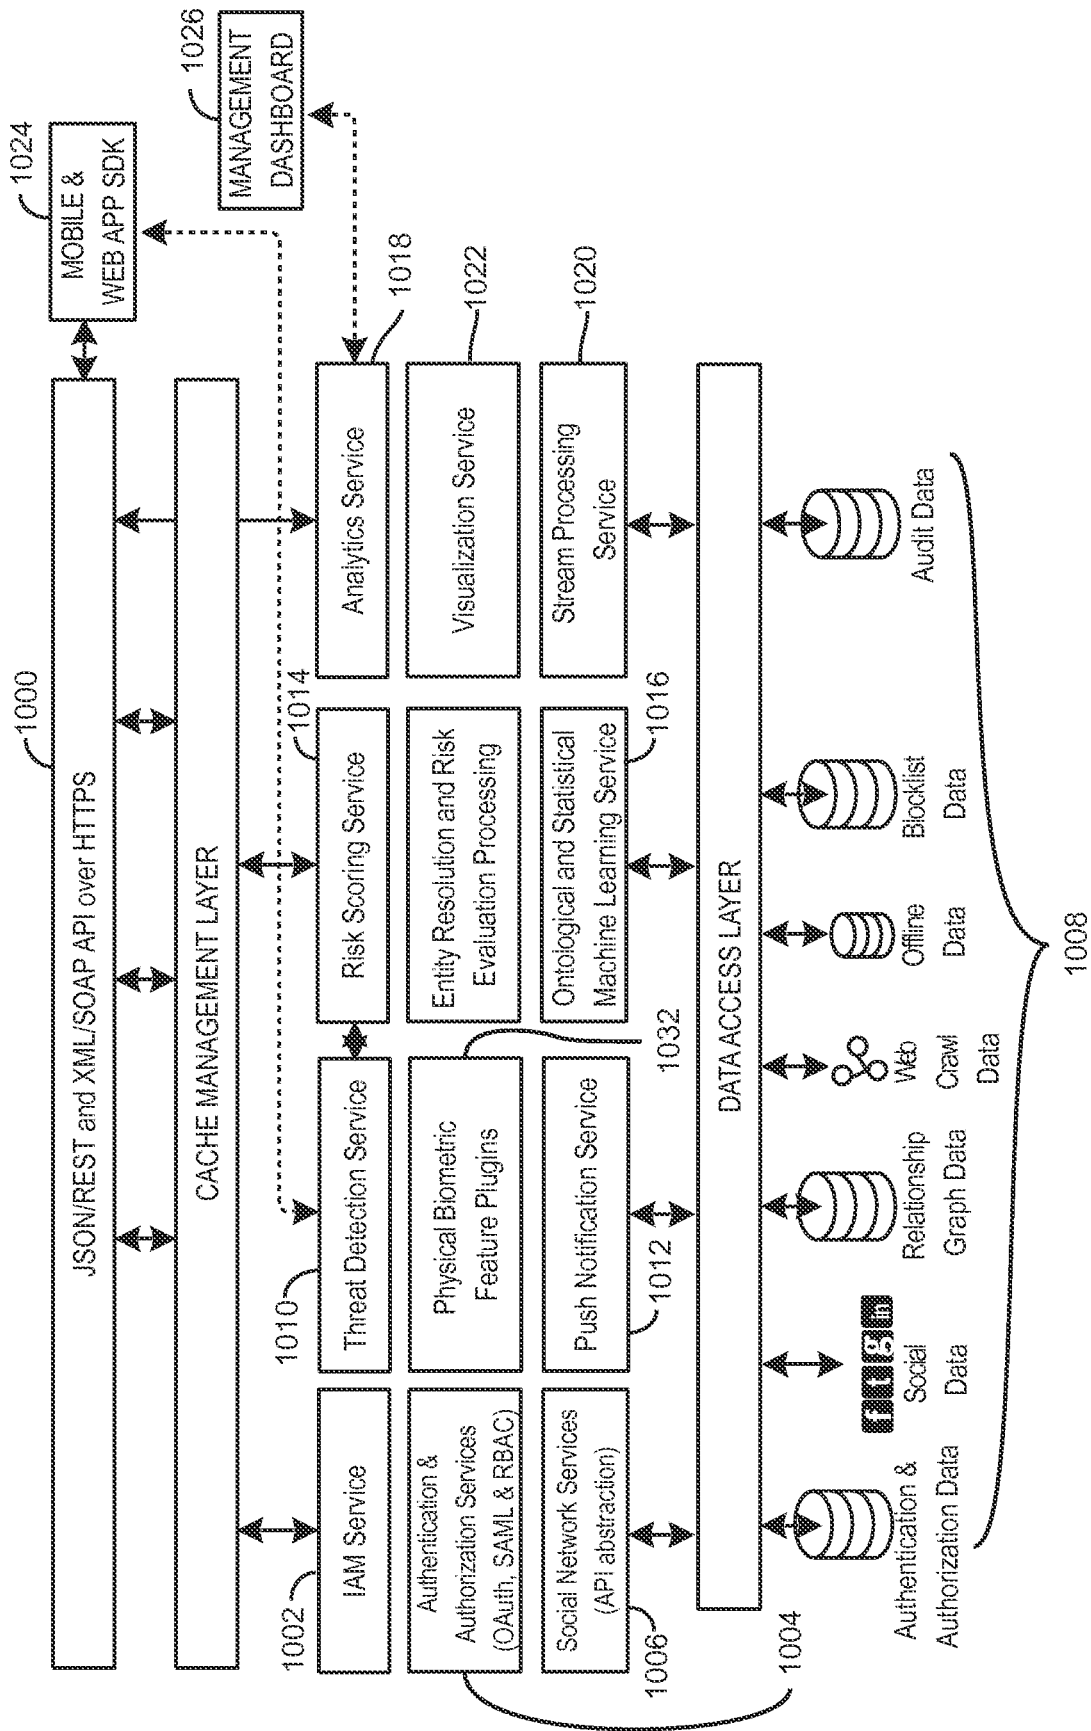 1000
JSON/REST and XML/SOAP API over HTTPS
1024
MOBILE &
WEB APP SDK
CACHE MANAGEMENT LAYER
1026
MANAGEMENT
DASHBOARD
1002
IAM Service
1010
Threat Detection Service
1014
Risk Scoring Service
Analytics Service
1018
Authentication &
Authorization Services
(OAuth, SAML & RBAC)
Physical Biometric
Feature Plugins
1032
Entity Resolution and Risk
Evaluation Processing
Visualization Service
1022
Social Network Services
(API abstraction)
1006
Push Notification Service
1012
Ontological and Statistical
Machine Learning Service
1016
Stream Processing
Service
1020
1004
DATA ACCESS LAYER
Authentication &
Authorization Data
f t g in
Social
Data
Relationship
Graph Data
Web
Crawl
Data
Offline
Data
Blocklist
Data
Audit Data
1008